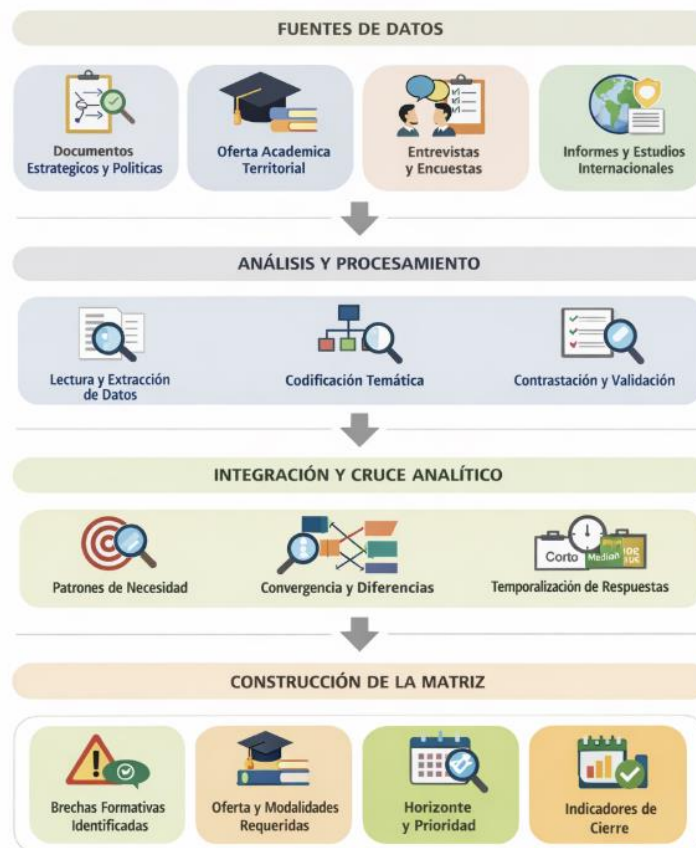 FUENTES DE DATOS
Documentos
Estrategicos y Politicas
Oferta Academica
Territorial
Entrevistas
y Encuestas
Informes y Estudios
Internacionales
ANÁLISIS Y PROCESAMIENTO
Lectura y Extracción
de Datos
Codificación Temática
Contrastación y Validación
INTEGRACIÓN Y CRUCE ANALÍTICO
Corto
Patrones de Necesidad
Convergencia y Diferencias
Temporalización de Respuestas
CONSTRUCCIÓN DE LA MATRIZ
Brechas Formativas
Identificadas
Oferta y Modalidades
Requeridas
Horizonte
y Prioridad
Indicadores de
Cierre